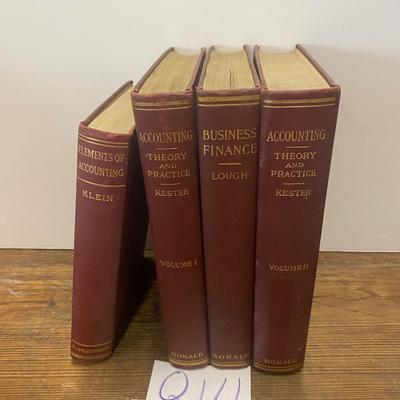 ELEMENTS OF
ACCOUNTING
KLEIN
ACCOUNTING
THEORY
AND
PRACTICE
KESTER
VOLUME I
RONALD
BUSINESS
FINANCE
LOUGH
RONALD
ACCOUNTING
THEORY
AND
PRACTICE
KESTER
VOLUME II
RONALD